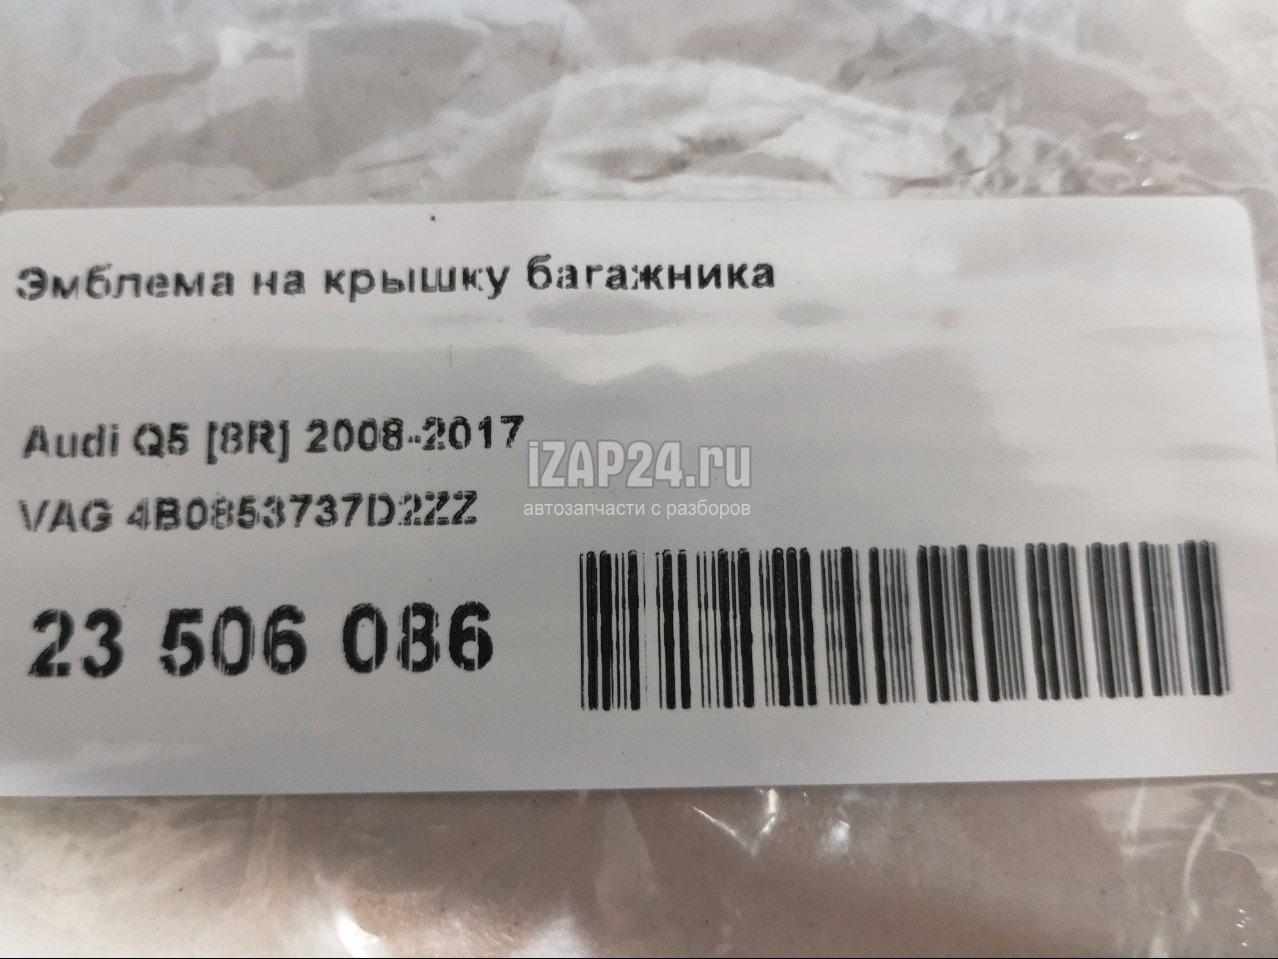 Эмблема на крышку багажника
Audi Q5 [8R] 2008-2017
iZAP24.ru
VAG 4B0853737D2ZZ
автозапчасти с разборов
23 506 086